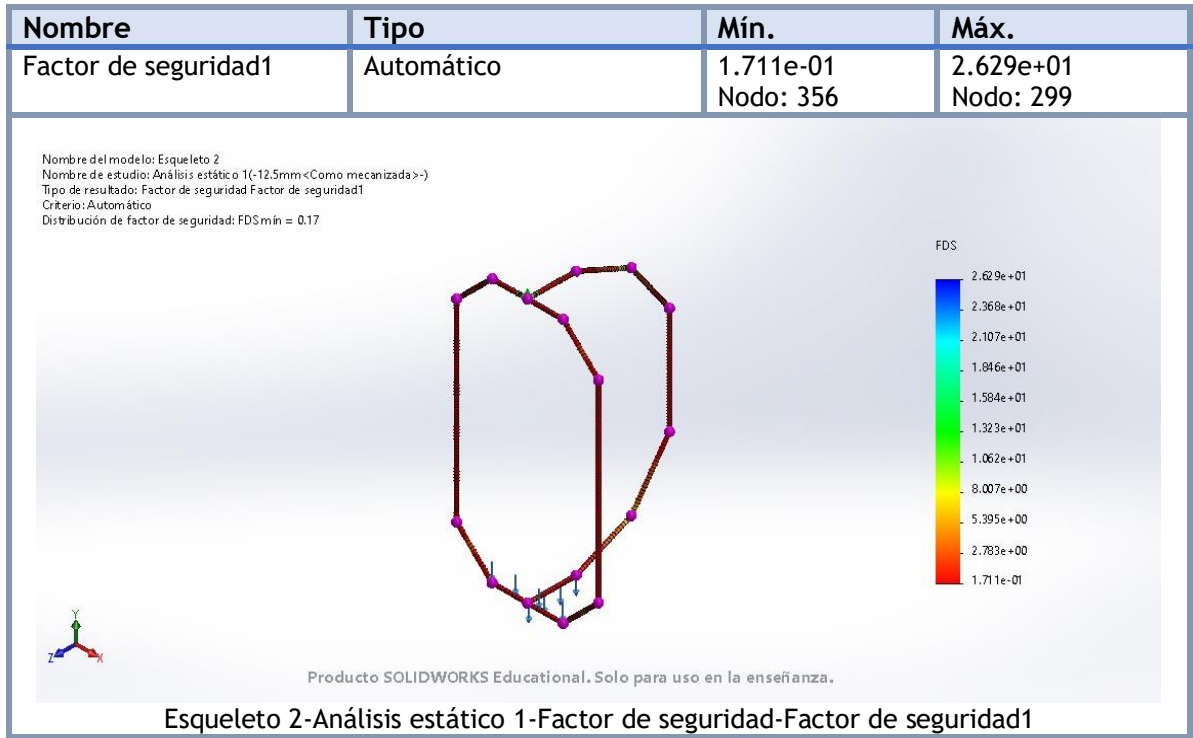 Nombre Tipo Mín. Máx.
Factor de seguridad1 Automático 1.711e-01 2.629e+01
Nodo: 356 Nodo: 299
Nombre del modelo: Esqueleto 2
Nombre de estudio: Análisis estático 1(-12.5mm<Como mecanizada>-)
Tipo de resultado: Factor de seguridad Factor de seguridad1
Criterio: Automático
Distribución de factor de seguridad: FDS mín = 0.17
FDS
2.629e+01
2.368e+01
2.107e+01
1.846e+01
1.584e+01
1.323e+01
1.062e+01
8.007e+00
5.395e+00
2.783e+00
1.711e-01
Y
Z X
Producto SOLIDWORKS Educational. Solo para uso en la enseñanza.
Esqueleto 2-Análisis estático 1-Factor de seguridad-Factor de seguridad1